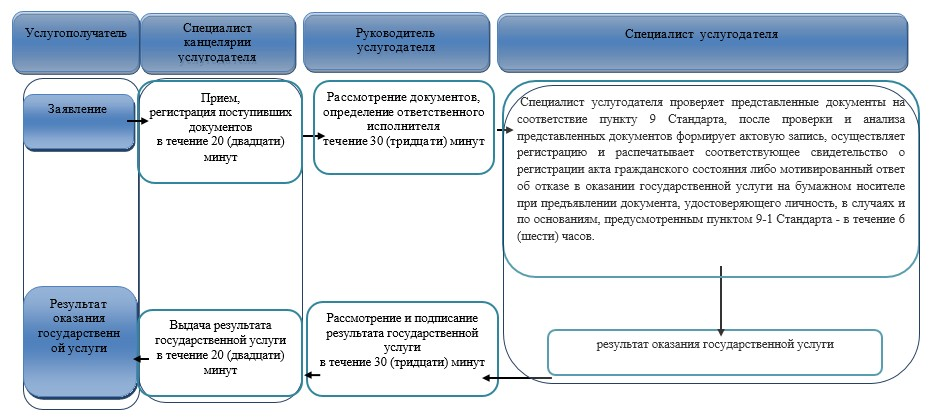 Услугополучатель
Специалист
канцелярии
услугодателя
Руководитель
услугодателя
Специалист услугодателя
Заявление
Прием,
регистрация поступивших
документов
в течение 20 (двадцати)
минут
Рассмотрение документов,
определение ответственного
исполнителя
течение 30 (тридцати) минут
Специалист услугодателя проверяет представленные документы на
соответствие пункту 9 Стандарта, после проверки и анализа
представленных документов формирует актовую запись, осуществляет
регистрацию и распечатывает соответствующее свидетельство о
регистрации акта гражданского состояния либо мотивированный ответ
об отказе в оказании государственной услуги на бумажном носителе
при предъявлении документа, удостоверяющего личность, в случаях и
по основаниям, предусмотренным пунктом 9-1 Стандарта - в течение 6
(шести) часов.
Результат
оказания
государственн
ой услуги
Выдача результата
государственной услуги
в течение 20 (двадцати)
минут
Рассмотрение и подписание
результата государственной
услуги
в течение 30 (тридцати) минут
результат оказания государственной услуги